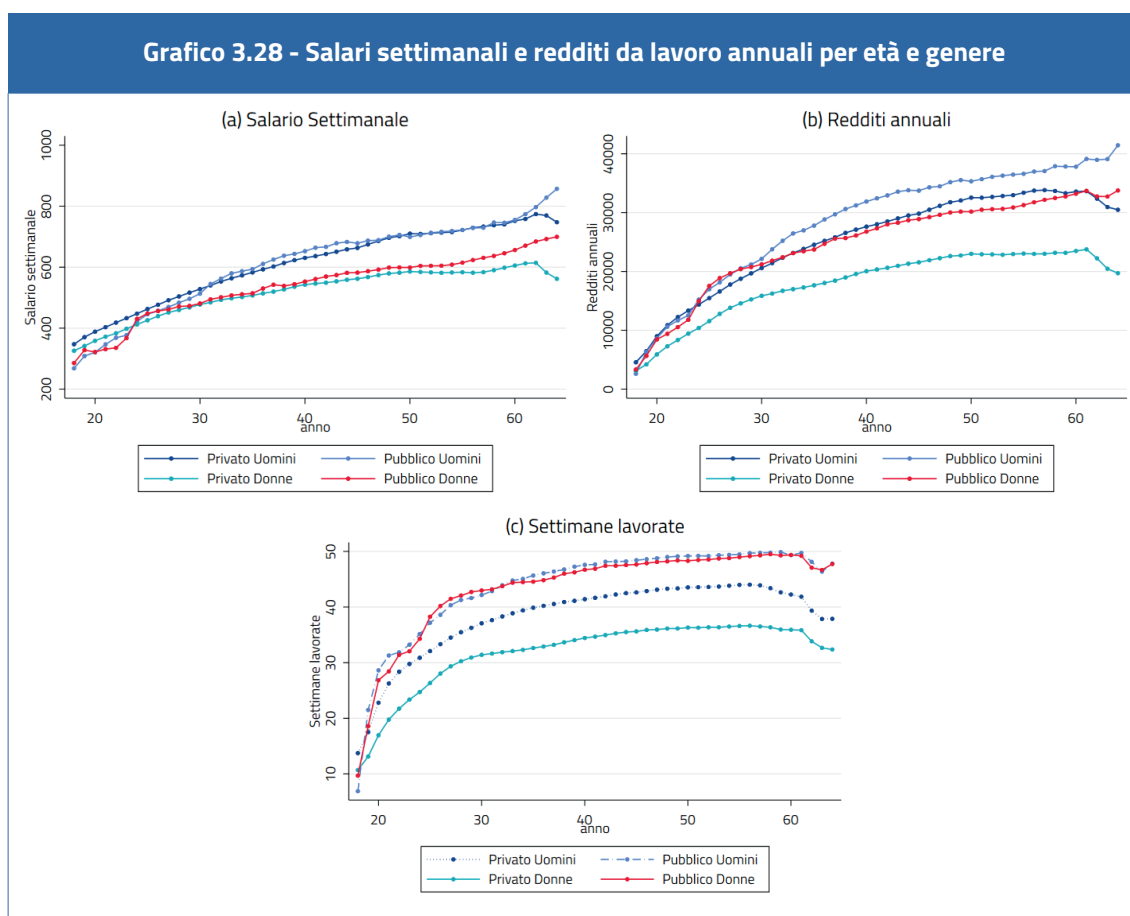 Grafico 3.28 - Salari settimanali e redditi da lavoro annuali per età e genere
(a) Salario Settimanale
Salario settimanale
1000
800
600
400
200
20 30 40 50 60
anno
Privato Uomini Pubblico Uomini
Privato Donne Pubblico Donne
(b) Redditi annuali
Redditi annuali
40000
30000
20000
10000
0
20 30 40 50 60
anno
Privato Uomini Pubblico Uomini
Privato Donne Pubblico Donne
(c) Settimane lavorate
Settimane lavorate
50
40
30
20
10
20 30 40 50 60
anno
Privato Uomini Pubblico Uomini
Privato Donne Pubblico Donne